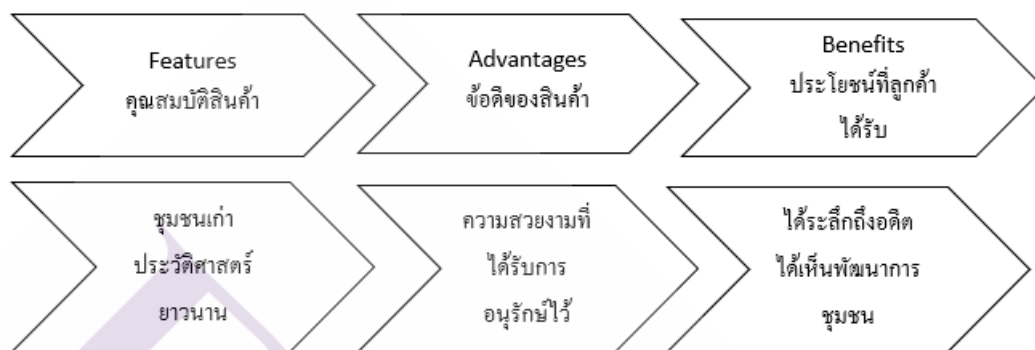 Features
คุณสมบัติสินค้า
Advantages
ข้อดีของสินค้า
Benefits
ประโยชน์ที่ลูกค้า
ได้รับ
ชุมชนเก่า
ประวัติศาสตร์
ยาวนาน
ความสวยงามที่
ได้รับการ
อนุรักษ์ไว้
ได้ระลึกถึงอดีต
ได้เห็นพัฒนาการ
ชุมชน